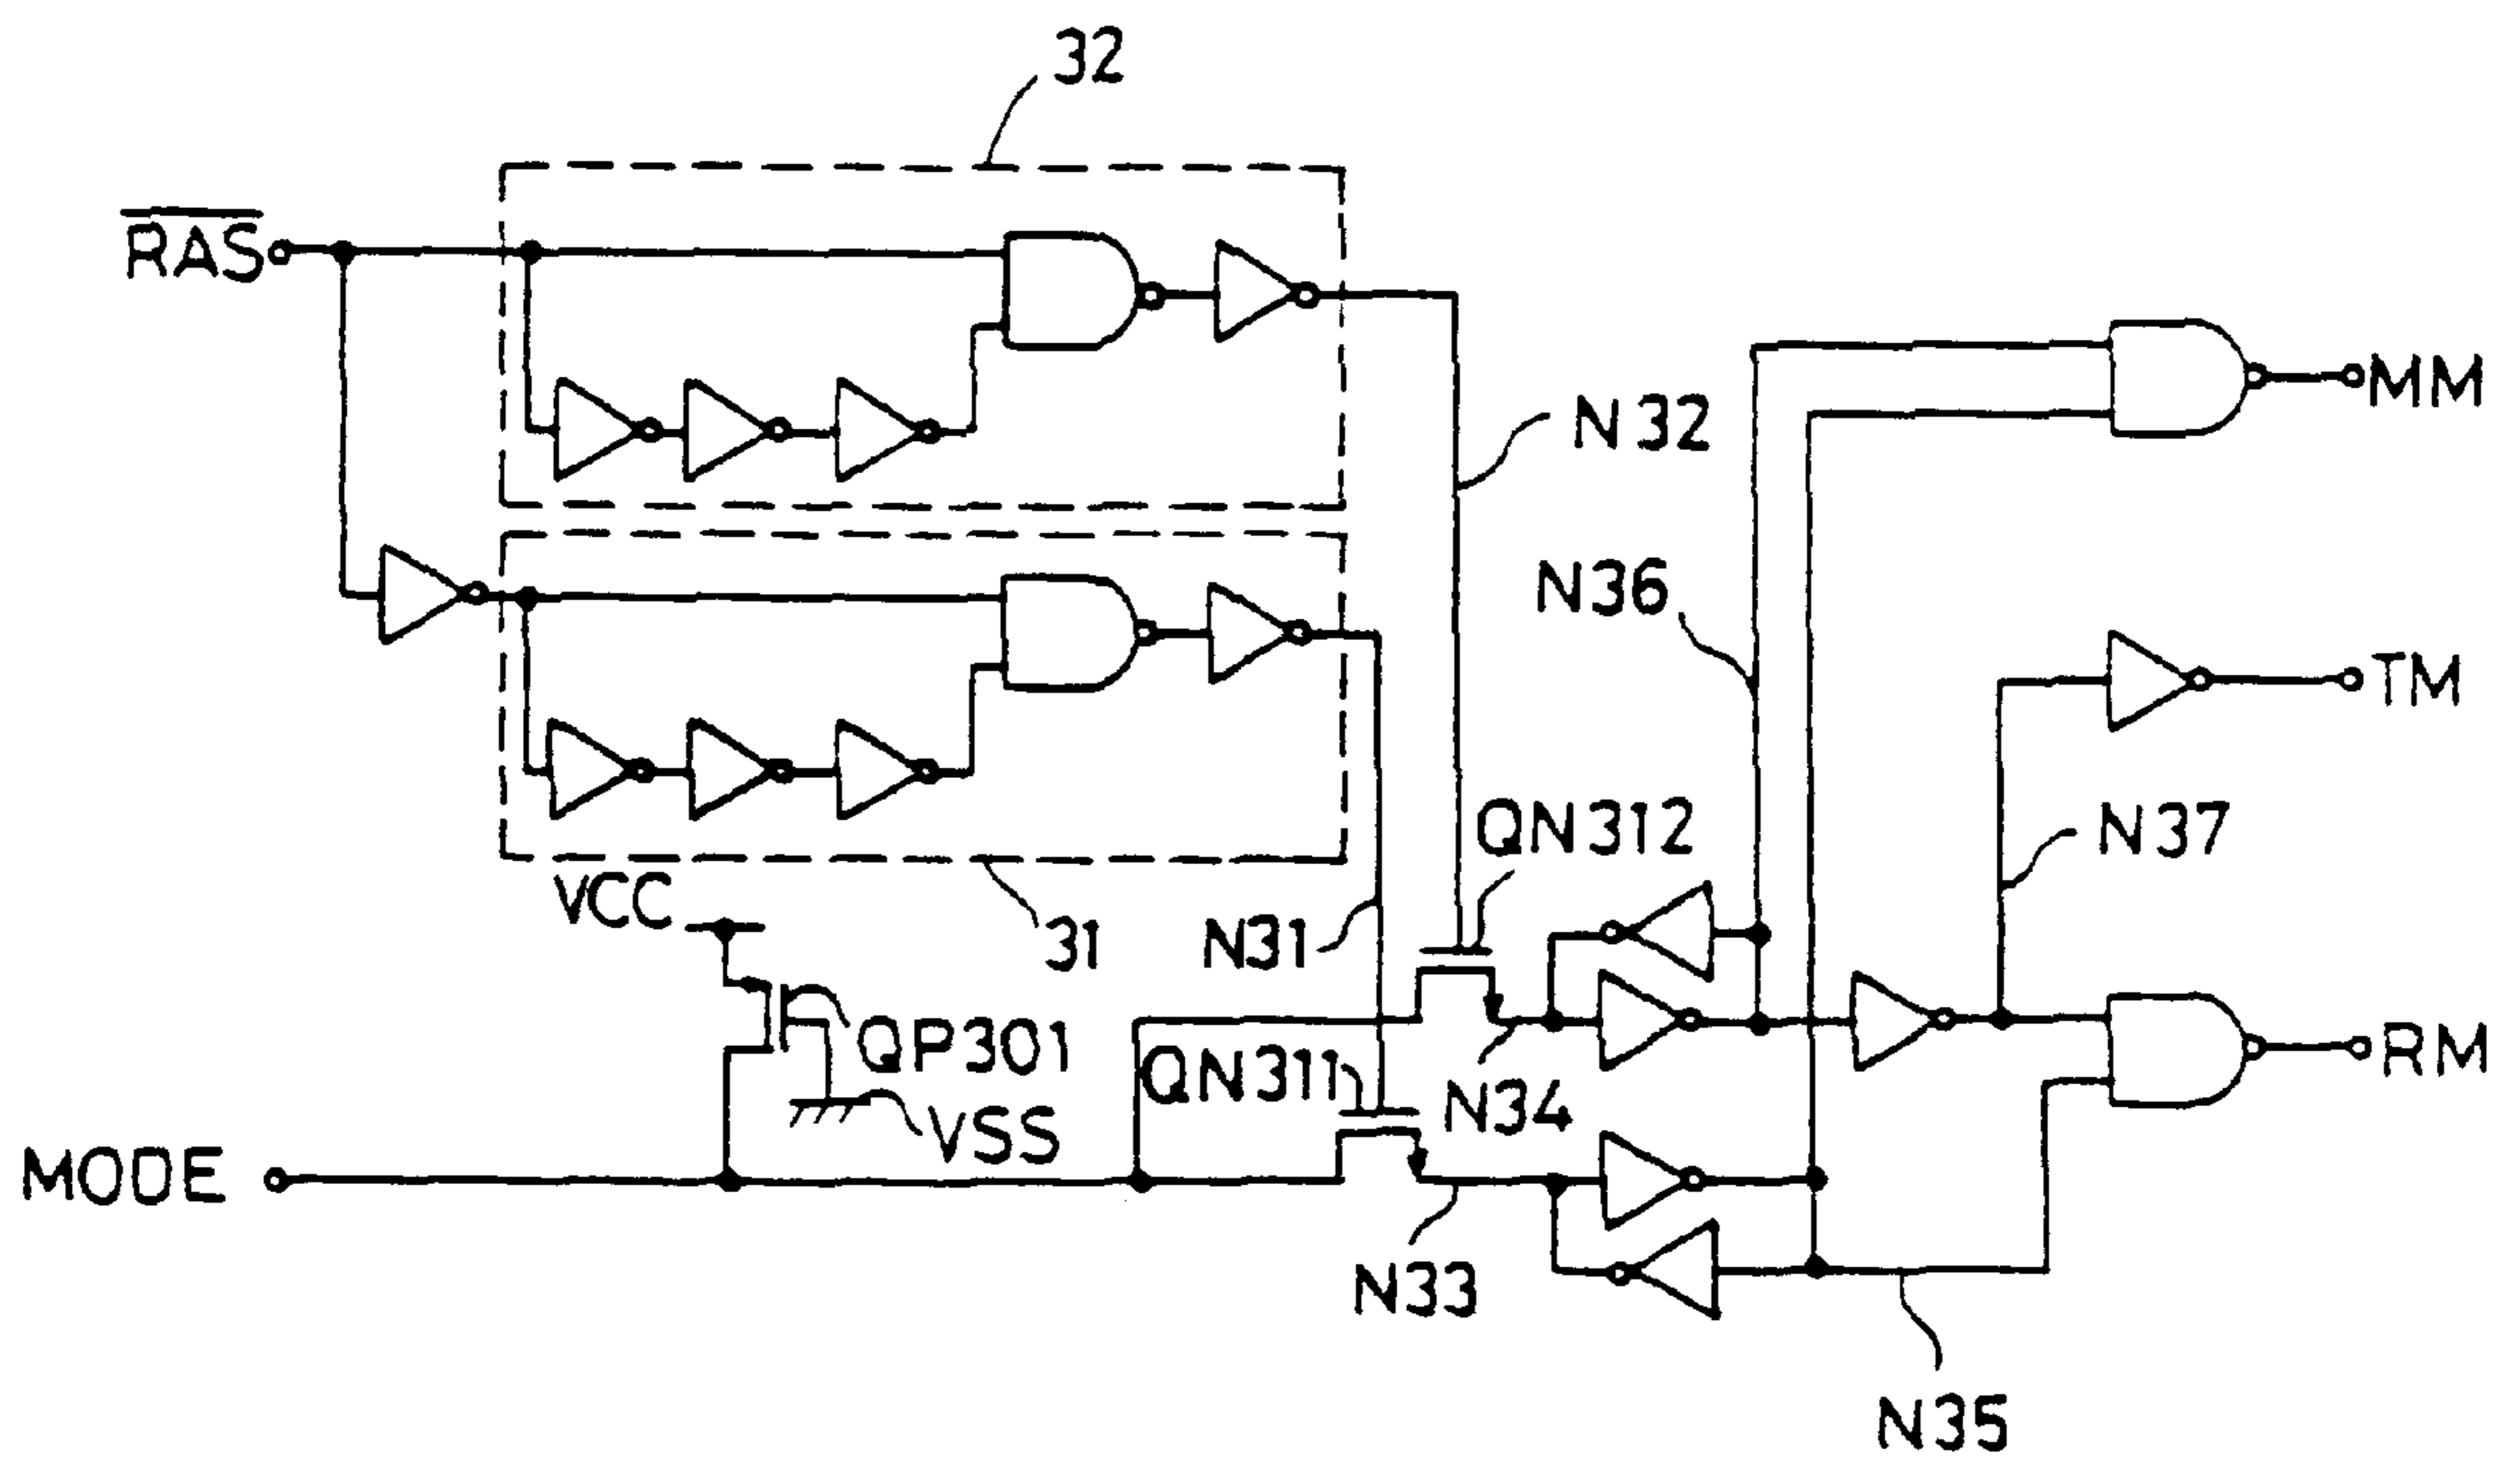 32
RAS
MM
N32
N36
TM
N37
QN312
VCC
31
N31
QP301
QN311
RM
N34
VSS
MODE
N33
N35